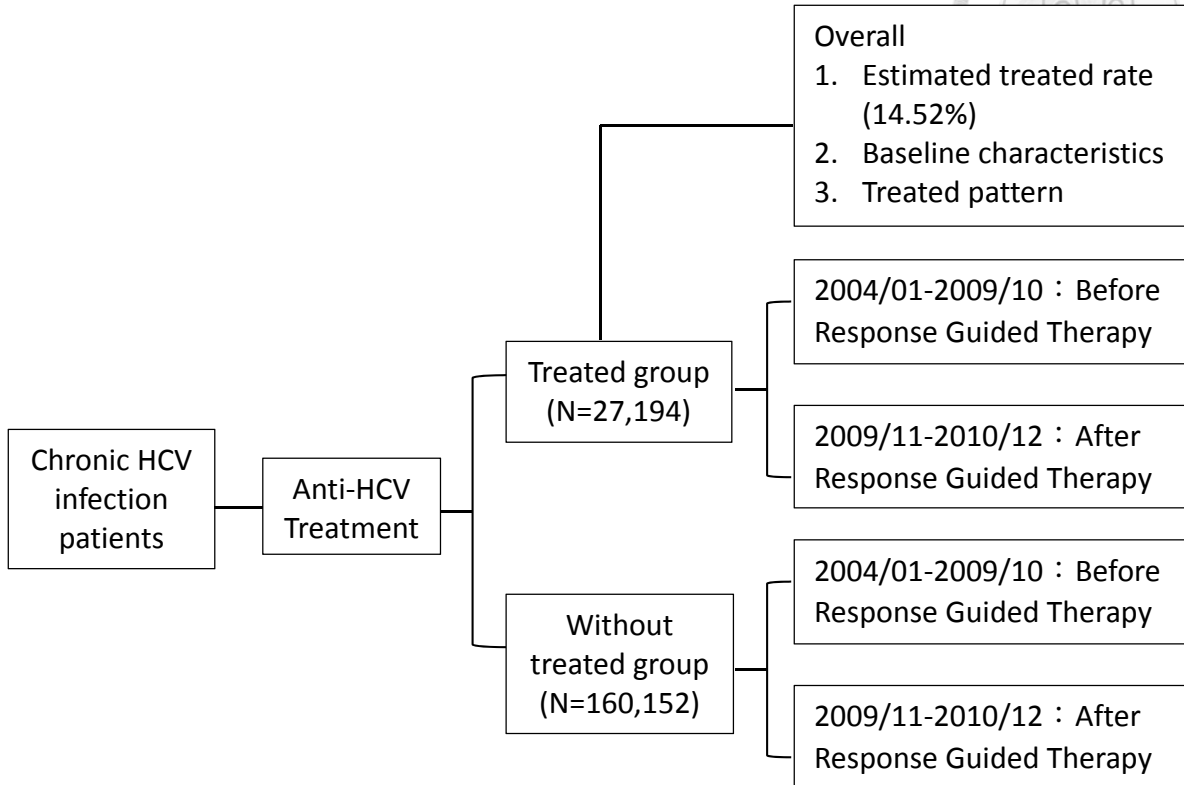 Chronic HCV
infection
patients
Anti-HCV
Treatment
Treated group
(N=27,194)
Without
treated group
(N=160,152)
Overall
1. Estimated treated rate
(14.52%)
2. Baseline characteristics
3. Treated pattern
2004/01-2009/10：Before
Response Guided Therapy
2009/11-2010/12：After
Response Guided Therapy
2004/01-2009/10：Before
Response Guided Therapy
2009/11-2010/12：After
Response Guided Therapy